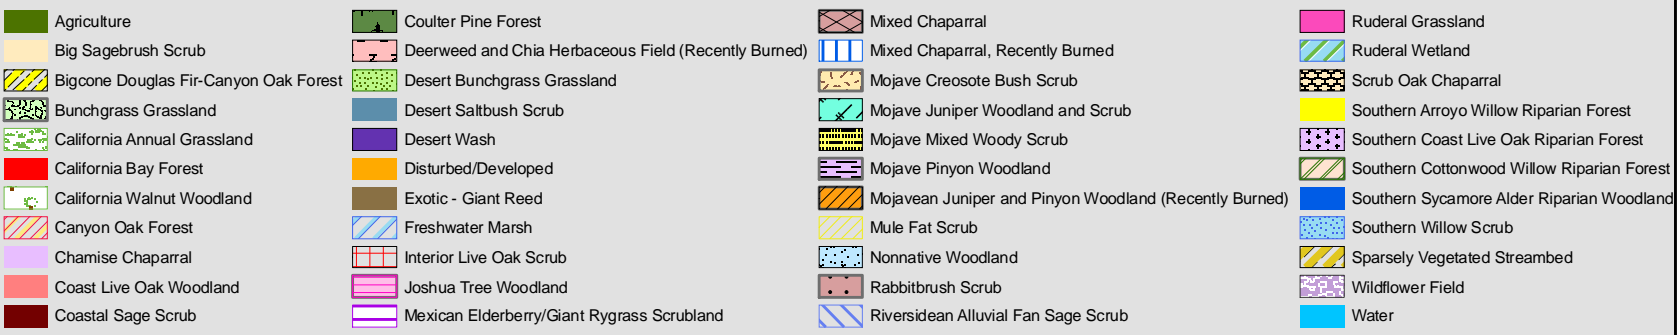 Agriculture
Big Sagebrush Scrub
Bigcone Douglas Fir-Canyon Oak Forest
Bunchgrass Grassland
California Annual Grassland
California Bay Forest
California Walnut Woodland
Canyon Oak Forest
Chamise Chaparral
Coast Live Oak Woodland
Coastal Sage Scrub
Coulter Pine Forest
Deerweed and Chia Herbaceous Field (Recently Burned)
Desert Bunchgrass Grassland
Desert Saltbush Scrub
Desert Wash
Disturbed/Developed
Exotic - Giant Reed
Freshwater Marsh
Interior Live Oak Scrub
Joshua Tree Woodland
Mexican Elderberry/Giant Rygrass Scrubland
Mixed Chaparral
Mixed Chaparral, Recently Burned
Mojave Creosote Bush Scrub
Mojave Juniper Woodland and Scrub
Mojave Mixed Woody Scrub
Mojave Pinyon Woodland
Mojavean Juniper and Pinyon Woodland (Recently Burned)
Mule Fat Scrub
Nonnative Woodland
Rabbitbrush Scrub
Riversidean Alluvial Fan Sage Scrub
Ruderal Grassland
Ruderal Wetland
Scrub Oak Chaparral
Southern Arroyo Willow Riparian Forest
Southern Coast Live Oak Riparian Forest
Southern Cottonwood Willow Riparian Forest
Southern Sycamore Alder Riparian Woodland
Southern Willow Scrub
Sparsely Vegetated Streambed
Wildflower Field
Water